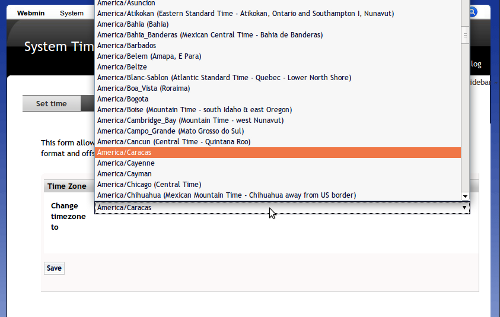 America/Asuncion
Webmin System
America/Atikokan (Eastern Standard Time - Atikokan, Ontario and Southampton I, Nunavut)
America/Bahia (Bahia)
America/Bahia_Banderas (Mexican Central Time - Bahia de Banderas)
System Tim
America/Barbados
America/Belem (Amapa, E Para)
America/Belize
log
America/Blanc-Sablon (Atlantic Standard Time - Quebec - Lower North Shore)
debar
America/Boa_Vista (Roraima)
America/Bogota
Set time
America/Boise (Mountain Time - south Idaho & east Oregon)
America/Cambridge_Bay (Mountain Time - west Nunavut)
America/Campo_Grande (Mato Grosso do Sul)
This form allow
America/Cancun (Central Time - Quintana Roo)
format and offs
America/Caracas
America/Cayenne
America/Cayman
Time Zone
America/Chicago (Central Time)
America/Chihuahua (Mexican Mountain Time - Chihuahua away from US border)
Change
timezone
to
America/Caracas
Save